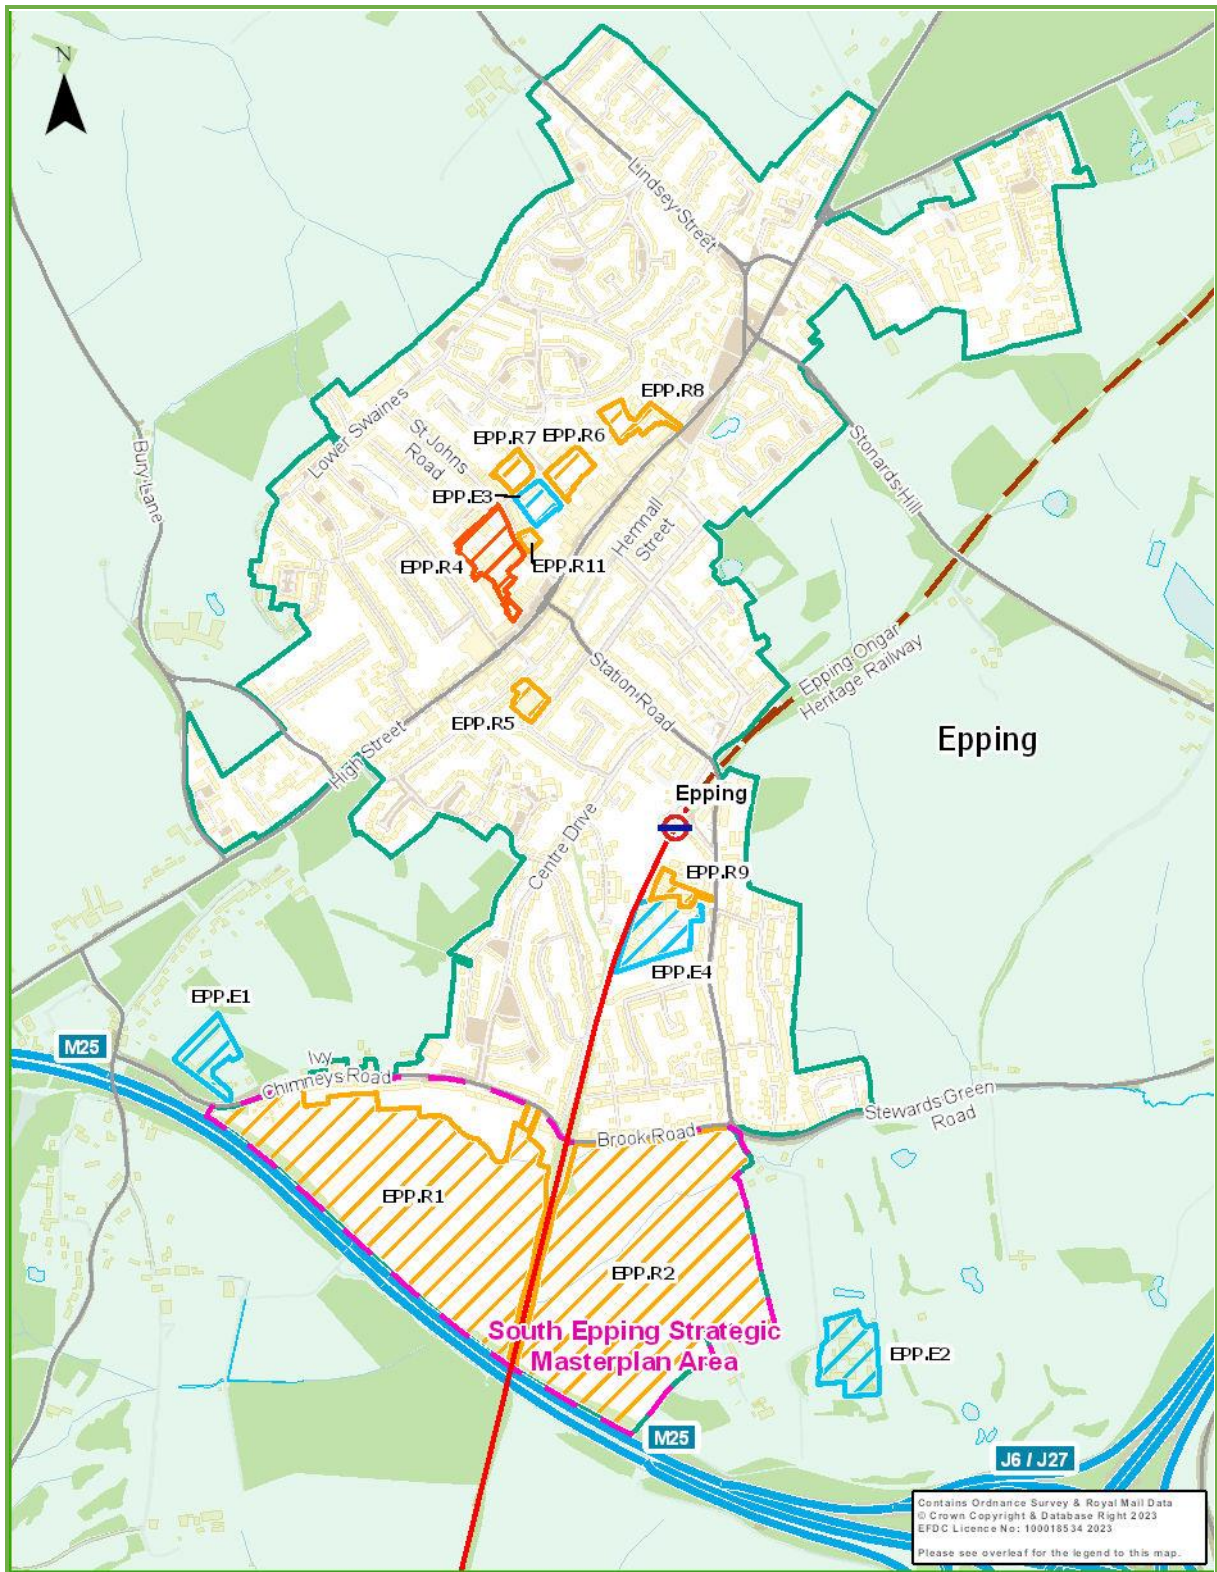 N
Lindsey Street
EPP.R8
Lower Swaines
St Johns
Road
EPP.R7
EPP.R6
Bury Lane
Stonards Hill
EPP.E3
Hemnall
Street
EPP.R4
EPP.R11
Station Road
Epping Ongar
Heritage Railway
EPP.R5
High Street
Epping
Epping
Centre Drive
EPP.R9
EPP.E4
EPP.E1
M25
Ivy
Chimneys Road
Stewards Green
Road
Brook Road
EPP.R1
EPP.R2
South Epping Strategic
Masterplan Area
EPP.E2
M25
J6 / J27
Contains Ordnance Survey & Royal Mail Data
© Crown Copyright & Database Right 2023
EFDC Licence No: 100018534 2023
Please see overleaf for the legend to this map.